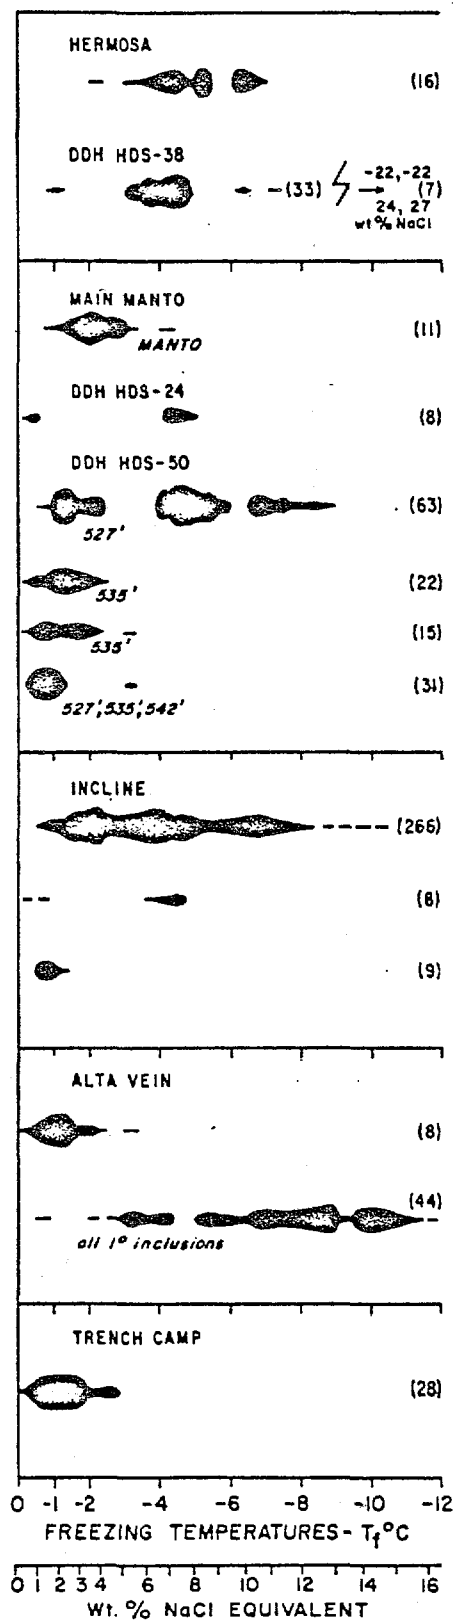 HERMOSA
(16)
DDH HDS-38
-22,-22
(33) (7)
24, 27
wt% NaCl
MAIN MANTO
(11)
MANTO
DDH HDS-24
(8)
DDH HDS-50
(63)
527'
(22)
535'
(15)
535'
(31)
527',535',542'
INCLINE
(266)
(8)
(9)
ALTA VEIN
(8)
(44)
all 1° inclusions
TRENCH CAMP
(28)
0 -1 -2 -4 -6 -8 -10 -12
FREEZING TEMPERATURES - Tf°C
0 1 2 3 4 6 8 10 12 14 16
Wt. % NaCl EQUIVALENT